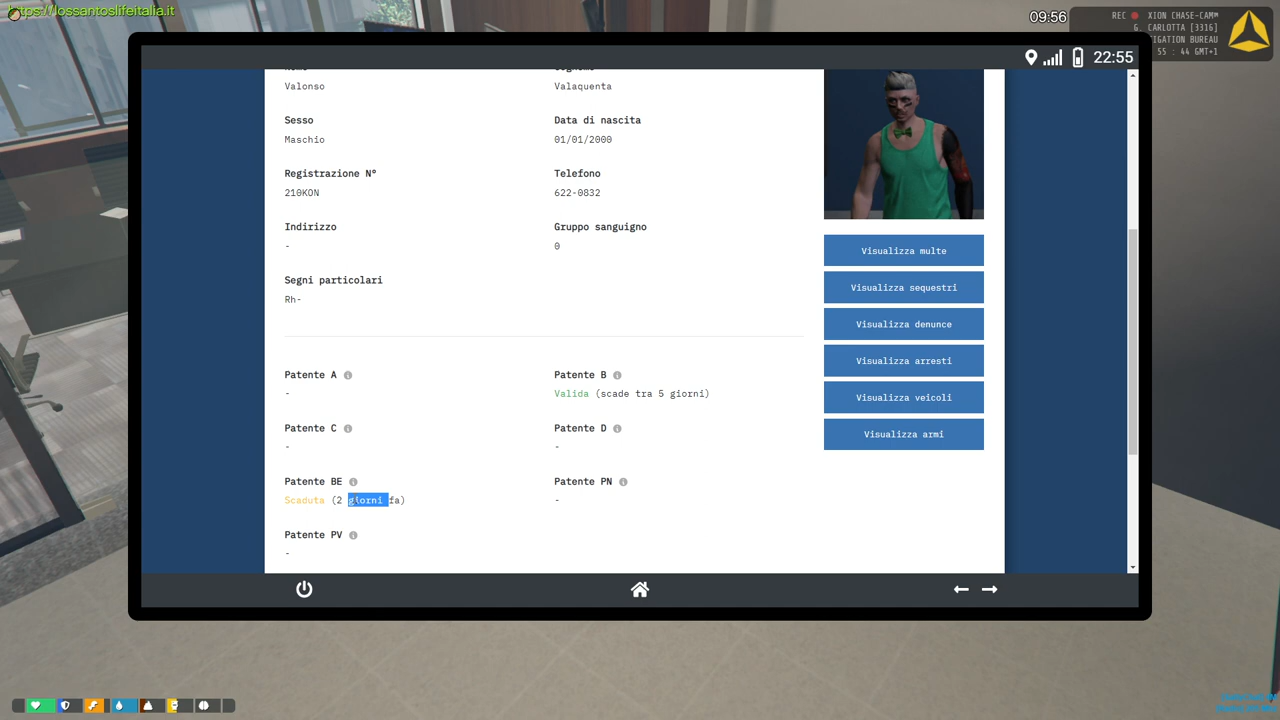 https://lossantoslifeitalia.it
09:56
REC XION CHASE-CAM™
G. CARLOTTA [3316]
IGATION BUREAU
55 : 44 GMT+1
22:55
Valonso
Valaquenta
Sesso
Data di nascita
Maschio
01/01/2000
Registrazione N°
Telefono
210KON
622-0832
Indirizzo
Gruppo sanguigno
-
0
Segni particolari
Rh-
Visualizza multe
Visualizza sequestri
Visualizza denunce
Visualizza arresti
Visualizza veicoli
Visualizza armi
Patente A
Patente B
-
Valida (scade tra 5 giorni)
Patente C
Patente D
-
-
Patente BE
Patente PN
Scaduta (2 giorni fa)
-
Patente PV
-